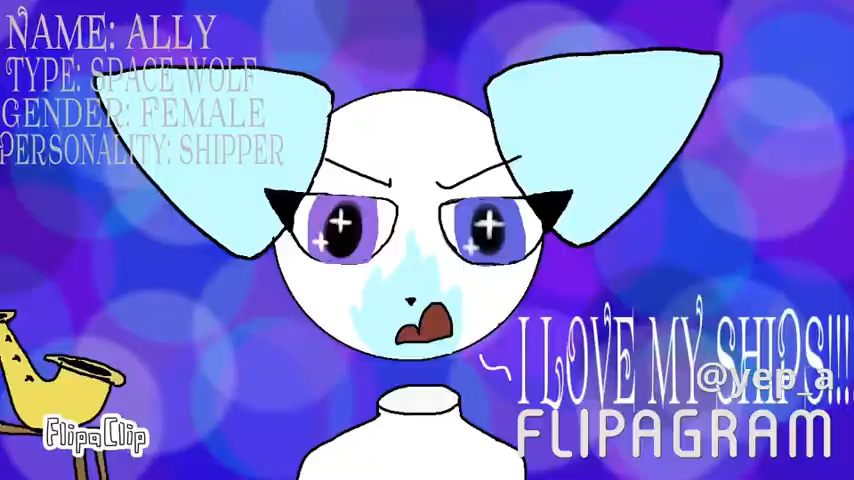 NAME: ALLY
TYPE: SPACE WOLF
GENDER: FEMALE
PERSONALITY: SHIPPER
I LOVE MY SHIPS!!!
@yep_a
FLIPAGRAM
FlipaClip